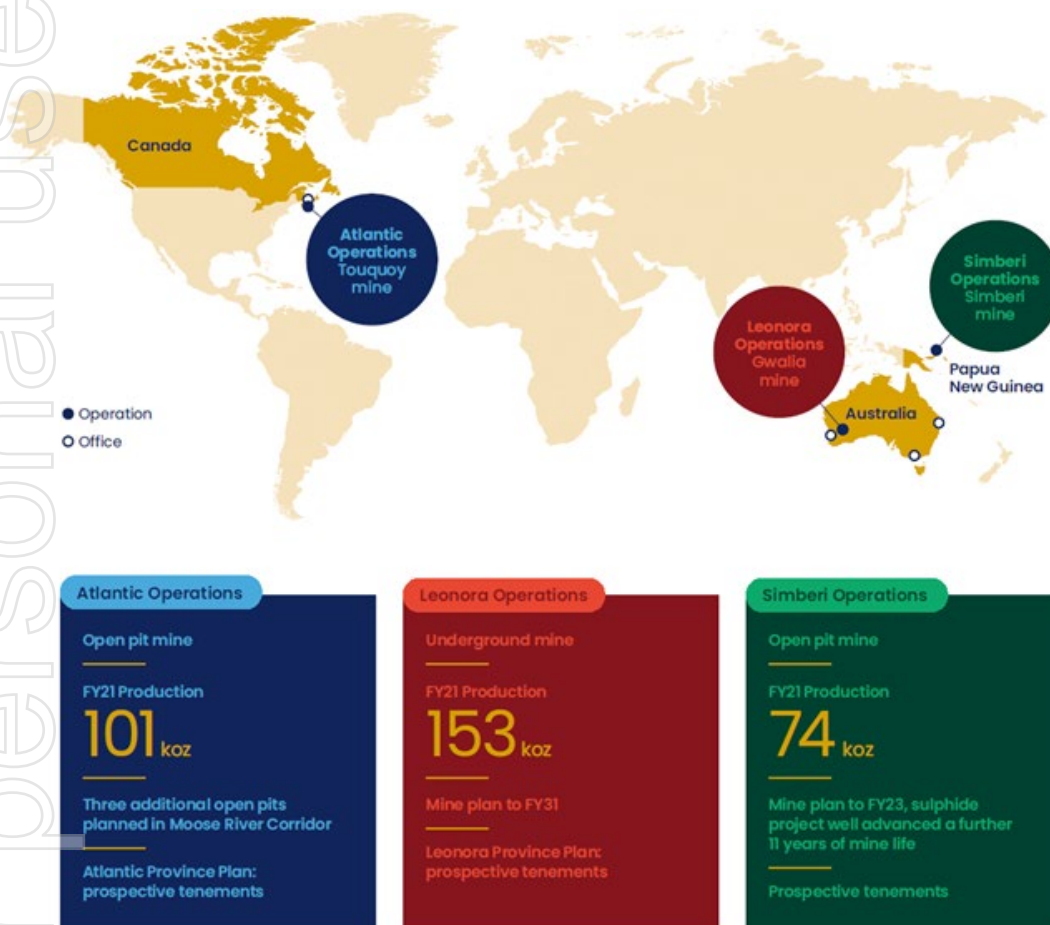 Canada
Atlantic
Operations
Touquoy
mine
Simberi
Operations
Simberi
mine
Leonora
Operations
Gwalia
mine
Papua
New Guinea
Australia
Operation
Office
personal use
Atlantic Operations
Open pit mine
FY21 Production
101 koz
Three additional open pits
planned in Moose River Corridor
Atlantic Province Plan:
prospective tenements
Leonora Operations
Underground mine
FY21 Production
153 koz
Mine plan to FY31
Leonora Province Plan:
prospective tenements
Simberi Operations
Open pit mine
FY21 Production
74 koz
Mine plan to FY23, sulphide
project well advanced a further
11 years of mine life
Prospective tenements